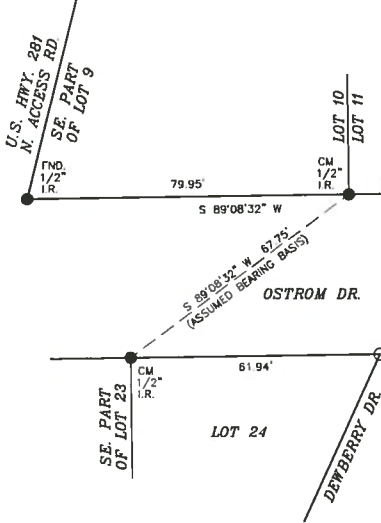 U.S. HWY. 281
N. ACCESS RD.
SE. PART
OF LOT 9
FND.
1/2"
I.R.
79.95'
S 89°08'32" W
CM
1/2"
I.R.
LOT 10
LOT 11
S 89°08'32" W 67.75'
(ASSUMED BEARING BASIS)
OSTROM DR.
CM
1/2"
I.R.
61.94'
SE. PART
OF LOT 23
LOT 24
DEWBERRY DR.